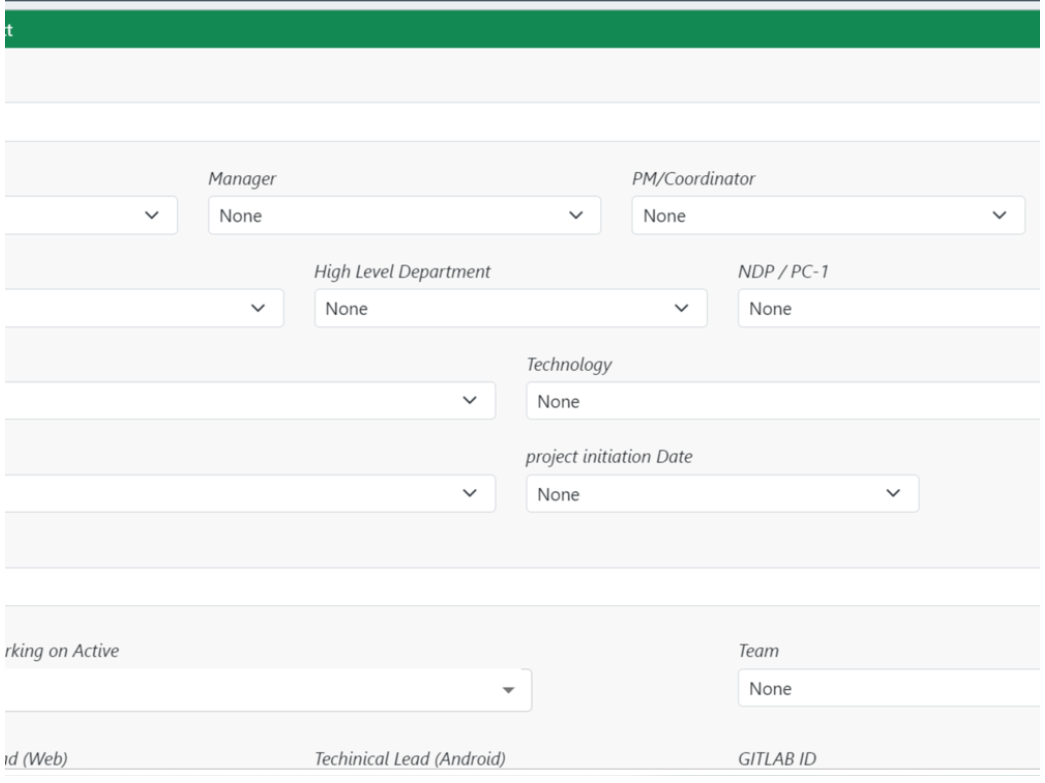 Manager PM/Coordinator
None None
High Level Department NDP / PC-1
None None
Technology
None
project initiation Date
None
rking on Active Team
None
(Web) Techinical Lead (Android) GITLAB ID